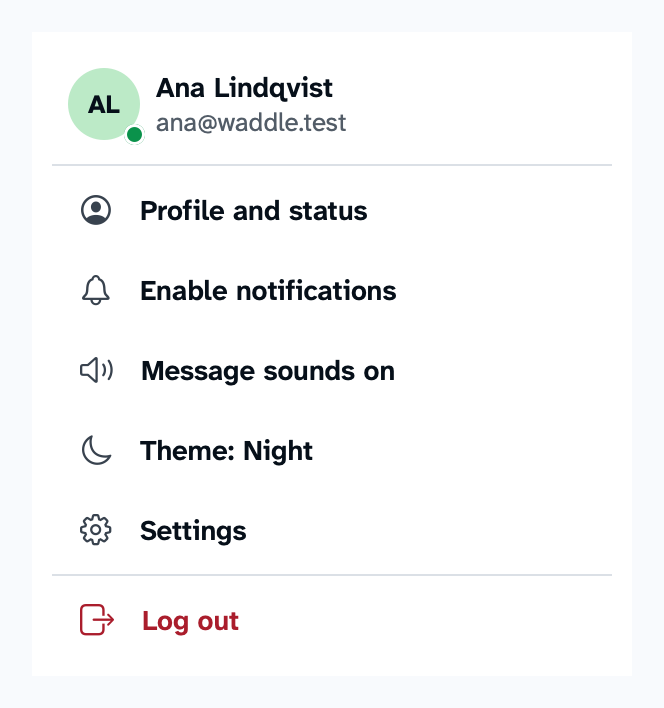 AL
Ana Lindqvist
ana@waddle.test
Profile and status
Enable notifications
Message sounds on
Theme: Night
Settings
Log out